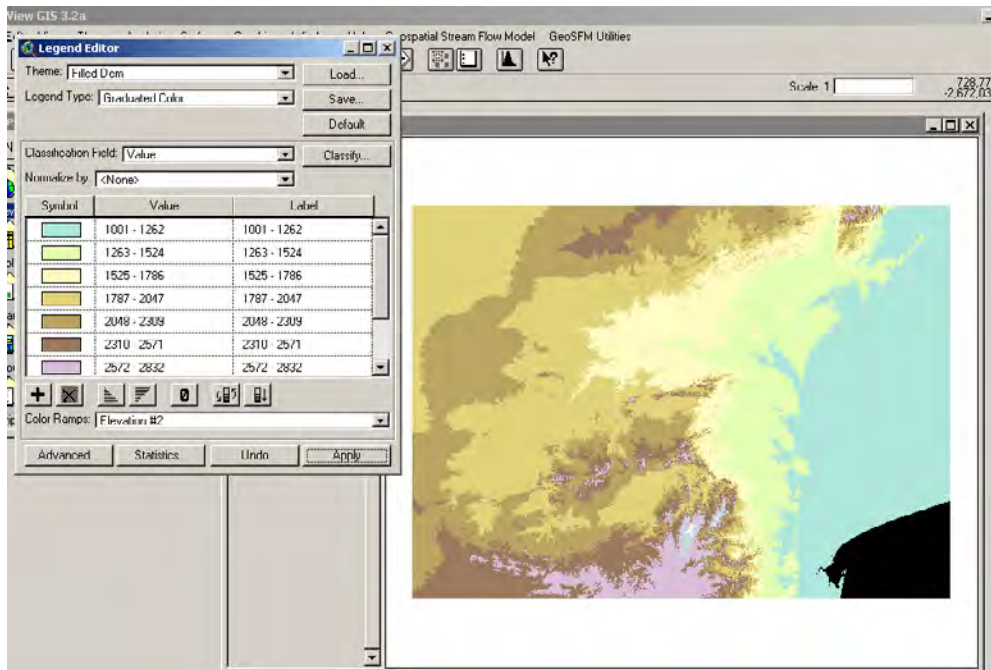 View GIS 3.2a
ospatial Stream Flow Model GeoSFM Utilities
Legend Editor
Theme: Filled Dem
Load...
Legend Type: Graduated Color
Save...
Default
Scale 1
728,77
-2,672,03
Classification Field: Value
Classify...
Normalize by: <None>
Symbol Value Label
1001 - 1262 1001 - 1262
1263 - 1524 1263 - 1524
1525 - 1786 1525 - 1786
1787 - 2047 1787 - 2047
2048 - 2309 2048 - 2309
2310 - 2571 2310 - 2571
2572 - 2832 2572 - 2832
Color Ramps: Elevation #2
Advanced Statistics Undo Apply